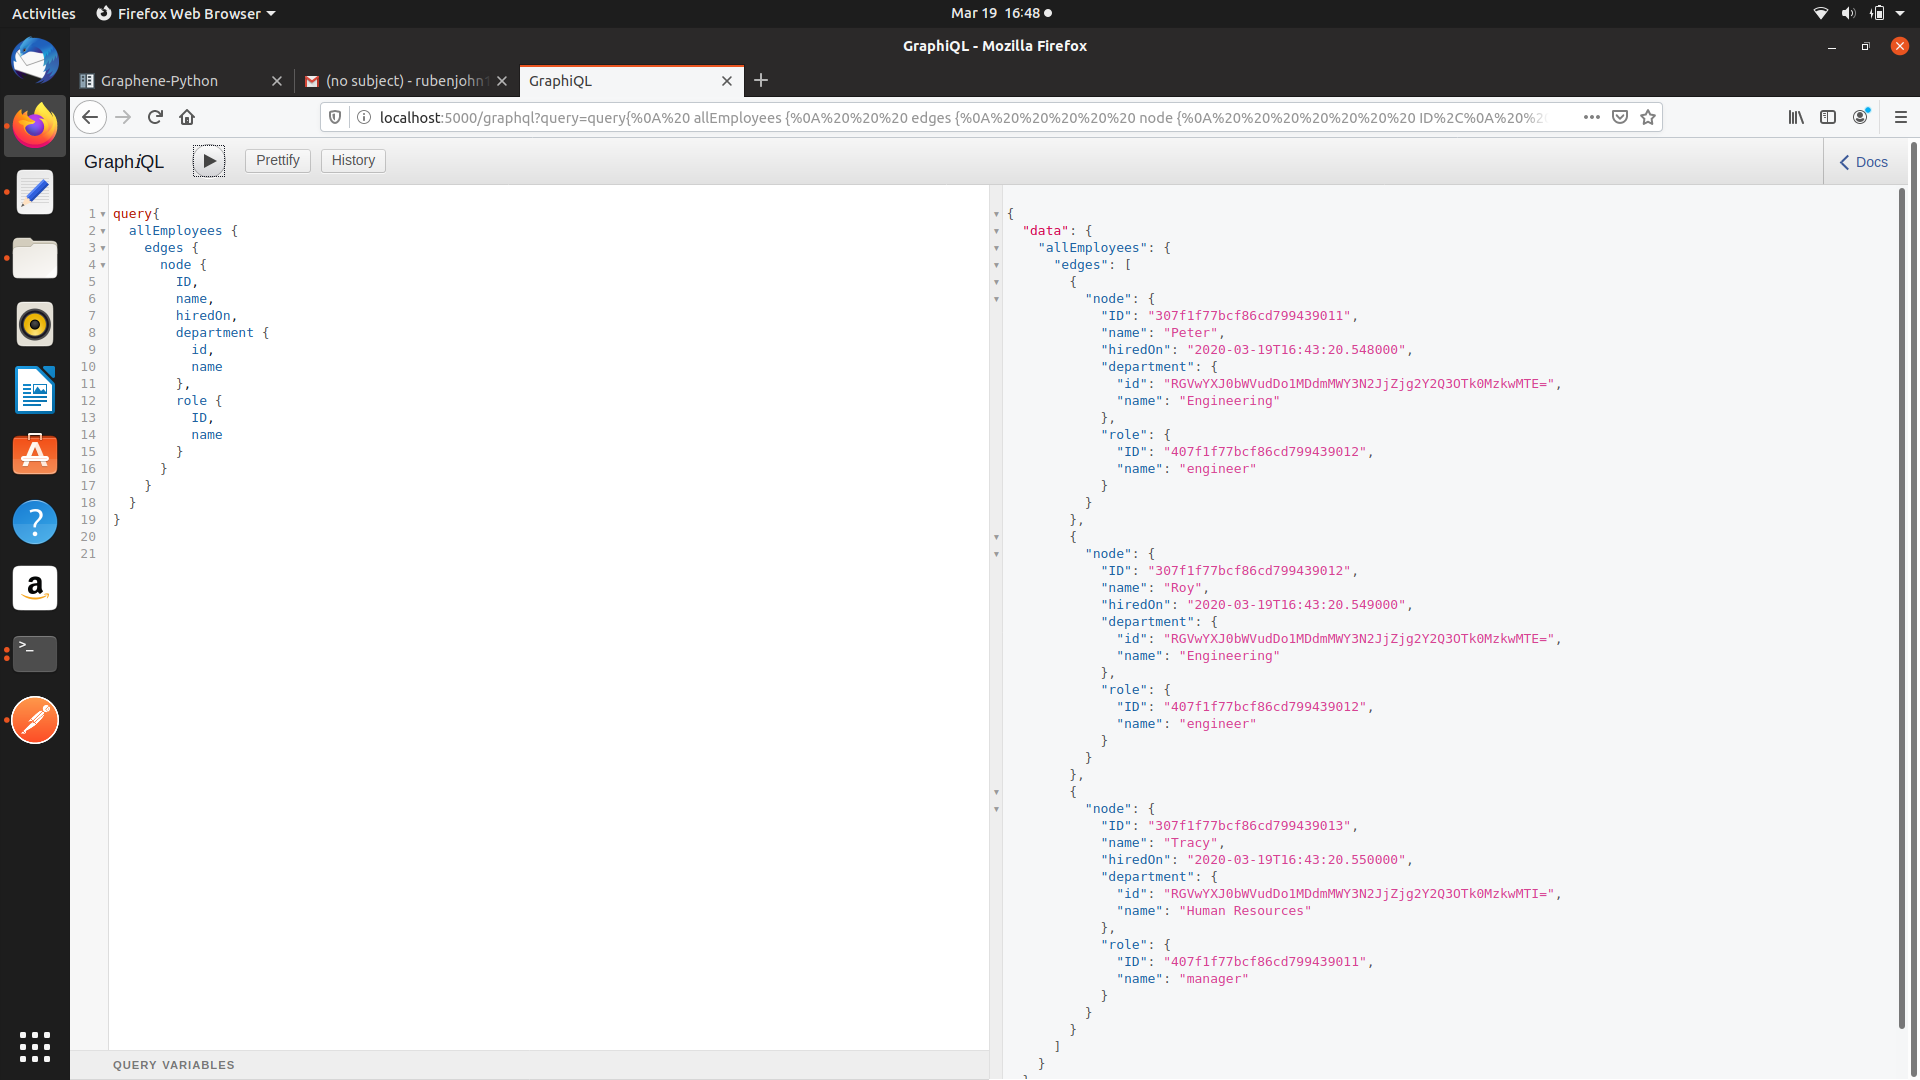 Activities Firefox Web Browser Mar 19 16:48
GraphiQL - Mozilla Firefox
Graphene-Python (no subject) - rubenjohn GraphiQL
localhost:5000/graphql?query=query{%0A%20 allEmployees {%0A%20%20%20 edges {%0A%20%20%20%20%20 node {%0A%20%20%20%20%20%20%20 ID%2C%0A%20%20%2
GraphiQL Prettify History Docs
1 query{
2 allEmployees {
3 edges {
4 node {
5 ID,
6 name,
7 hiredOn,
8 department {
9 id,
10 name
11 },
12 role {
13 ID,
14 name
15 }
16 }
17 }
18 }
19 }
20
21
QUERY VARIABLES
{
"data": {
"allEmployees": {
"edges": [
{
"node": {
"ID": "307f1f77bcf86cd799439011",
"name": "Peter",
"hiredOn": "2020-03-19T16:43:20.548000",
"department": {
"id": "RGVwYXJ0bWVudDo1MDdmMWY3N2JjZjg2Y2Q3OTk0MzkwMTE=",
"name": "Engineering"
},
"role": {
"ID": "407f1f77bcf86cd799439012",
"name": "engineer"
}
}
},
{
"node": {
"ID": "307f1f77bcf86cd799439012",
"name": "Roy",
"hiredOn": "2020-03-19T16:43:20.549000",
"department": {
"id": "RGVwYXJ0bWVudDo1MDdmMWY3N2JjZjg2Y2Q3OTk0MzkwMTE=",
"name": "Engineering"
},
"role": {
"ID": "407f1f77bcf86cd799439012",
"name": "engineer"
}
}
},
{
"node": {
"ID": "307f1f77bcf86cd799439013",
"name": "Tracy",
"hiredOn": "2020-03-19T16:43:20.550000",
"department": {
"id": "RGVwYXJ0bWVudDo1MDdmMWY3N2JjZjg2Y2Q3OTk0MzkwMTI=",
"name": "Human Resources"
},
"role": {
"ID": "407f1f77bcf86cd799439011",
"name": "manager"
}
}
}
]
}